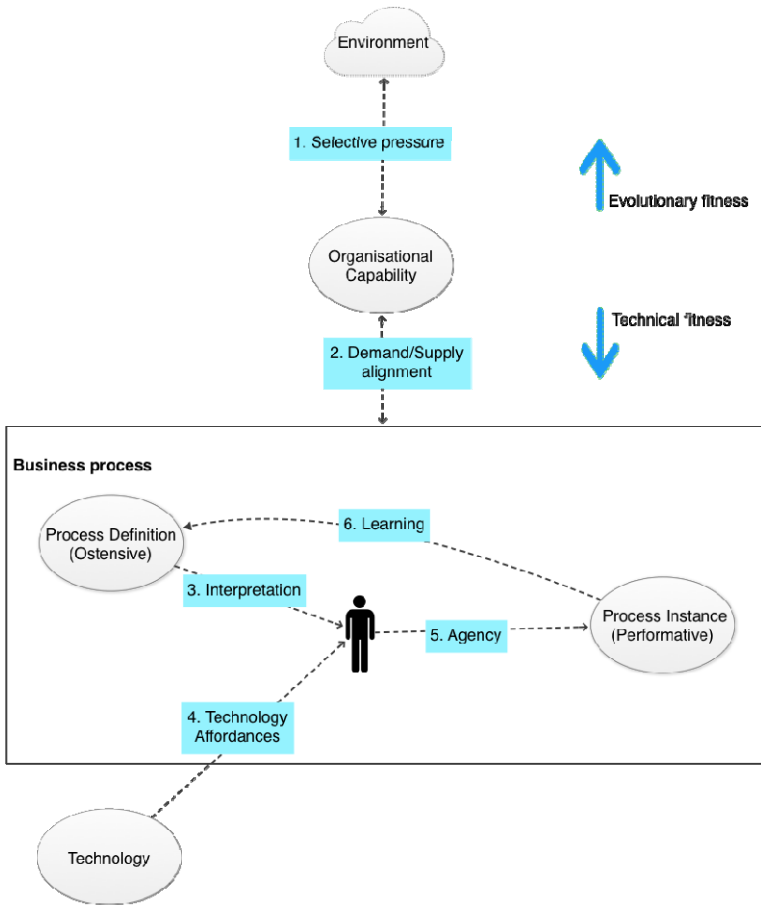 Environment
1. Selective pressure
Evolutionary fitness
Organisational
Capability
Technical fitness
2. Demand/Supply
alignment
Business process
6. Learning
Process Definition
(Ostensive)
3. Interpretation
Process Instance
(Performative)
5. Agency
4. Technology
Affordances
Technology